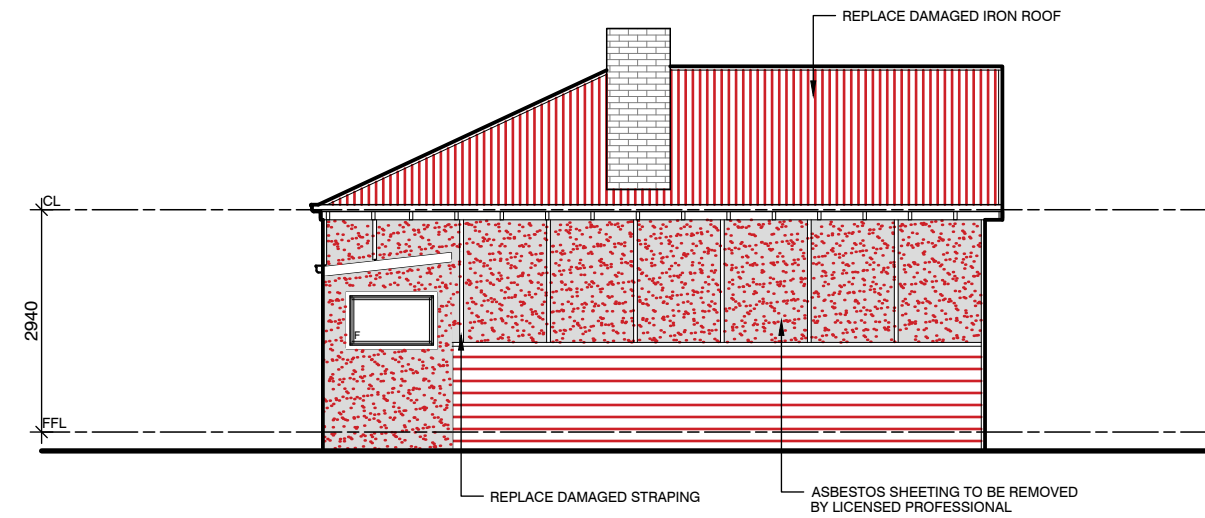 REPLACE DAMAGED IRON ROOF
CL
2940
F
FFL
REPLACE DAMAGED STRAPING
ASBESTOS SHEETING TO BE REMOVED
BY LICENSED PROFESSIONAL